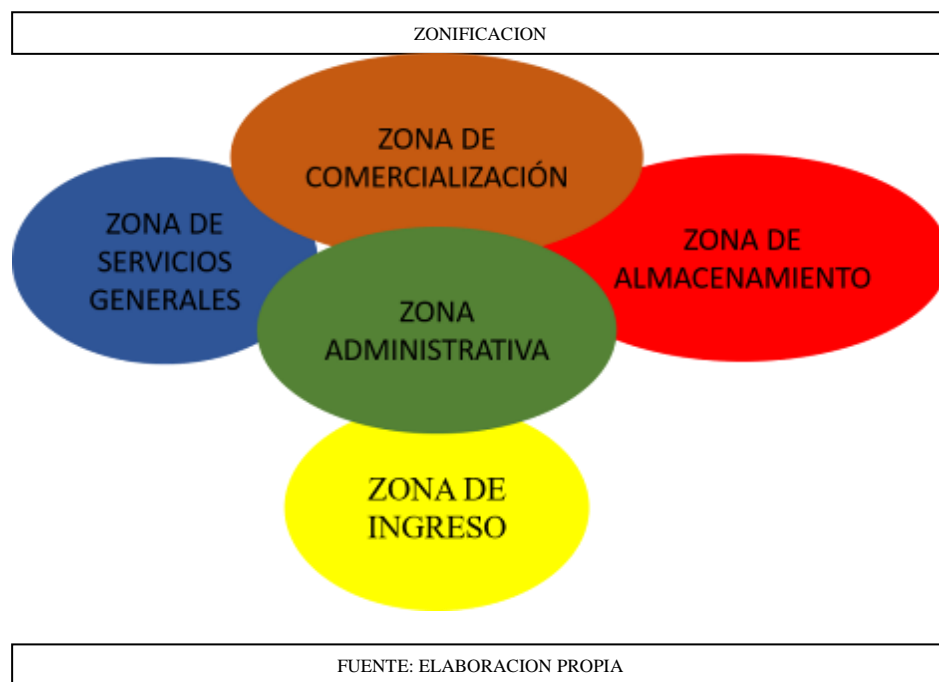 ZONIFICACION
ZONA DE
COMERCIALIZACIÓN
ZONA DE
SERVICIOS
GENERALES
ZONA DE
ALMACENAMIENTO
ZONA
ADMINISTRATIVA
ZONA DE
INGRESO
FUENTE: ELABORACION PROPIA